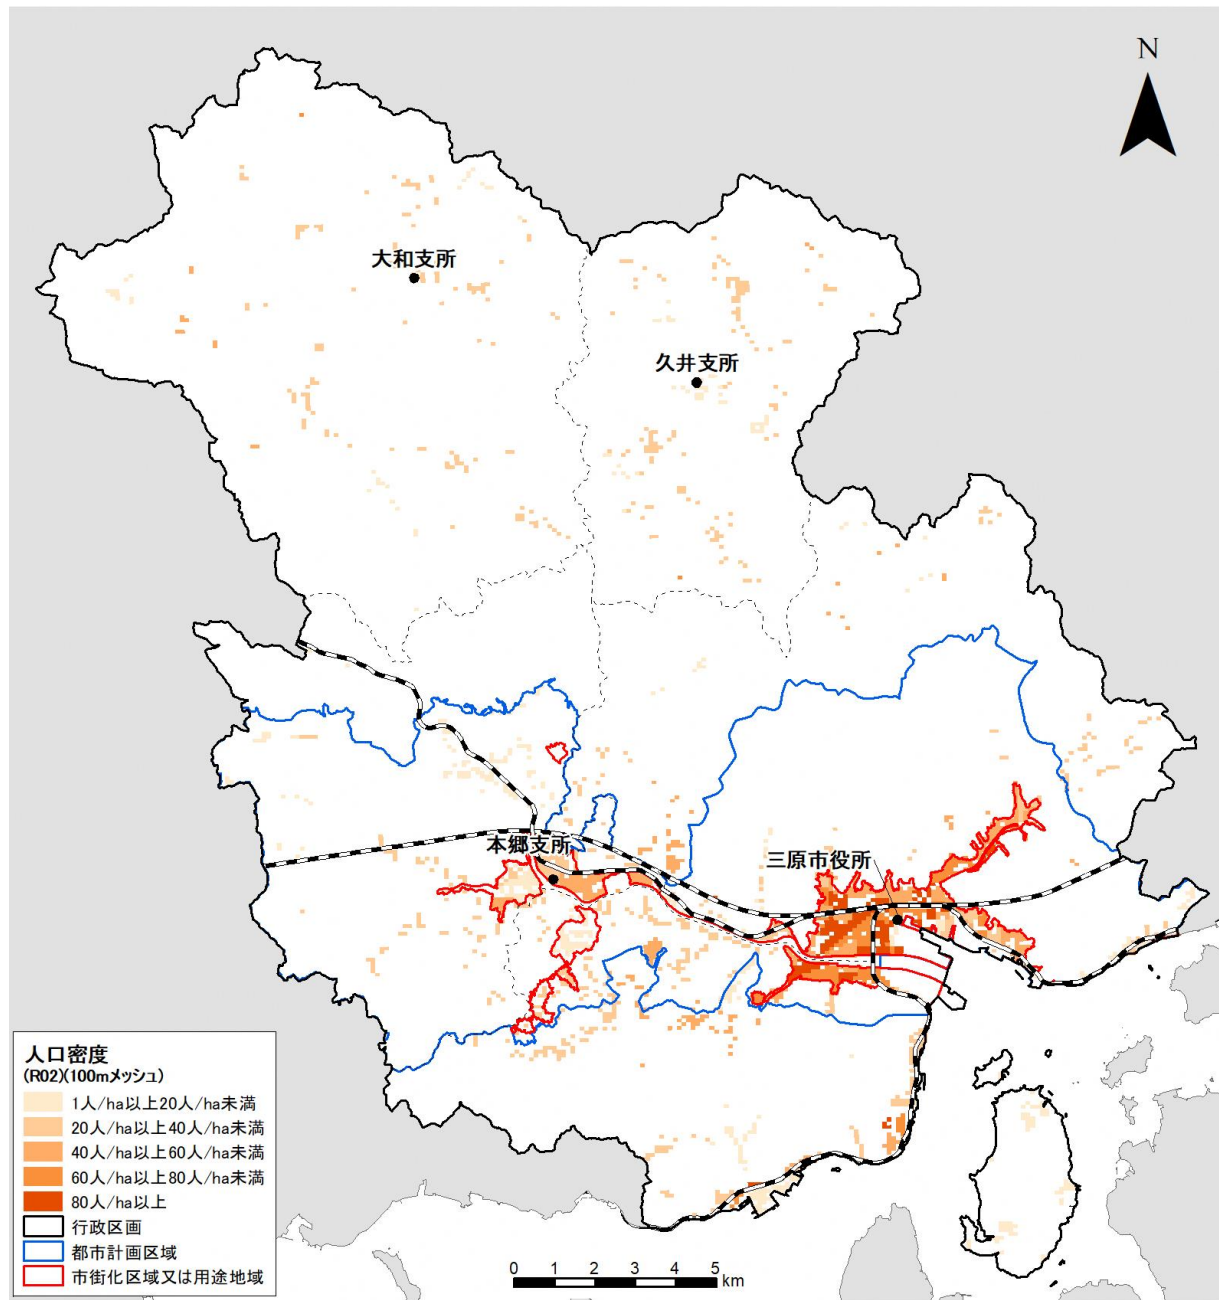 N
大和支所
久井支所
本郷支所
三原市役所
人口密度
(R02)(100mメッシュ)
1人/ha以上20人/ha未満
20人/ha以上40人/ha未満
40人/ha以上60人/ha未満
60人/ha以上80人/ha未満
80人/ha以上
行政区画
都市計画区域
市街化区域又は用途地域
0 1 2 3 4 5
km